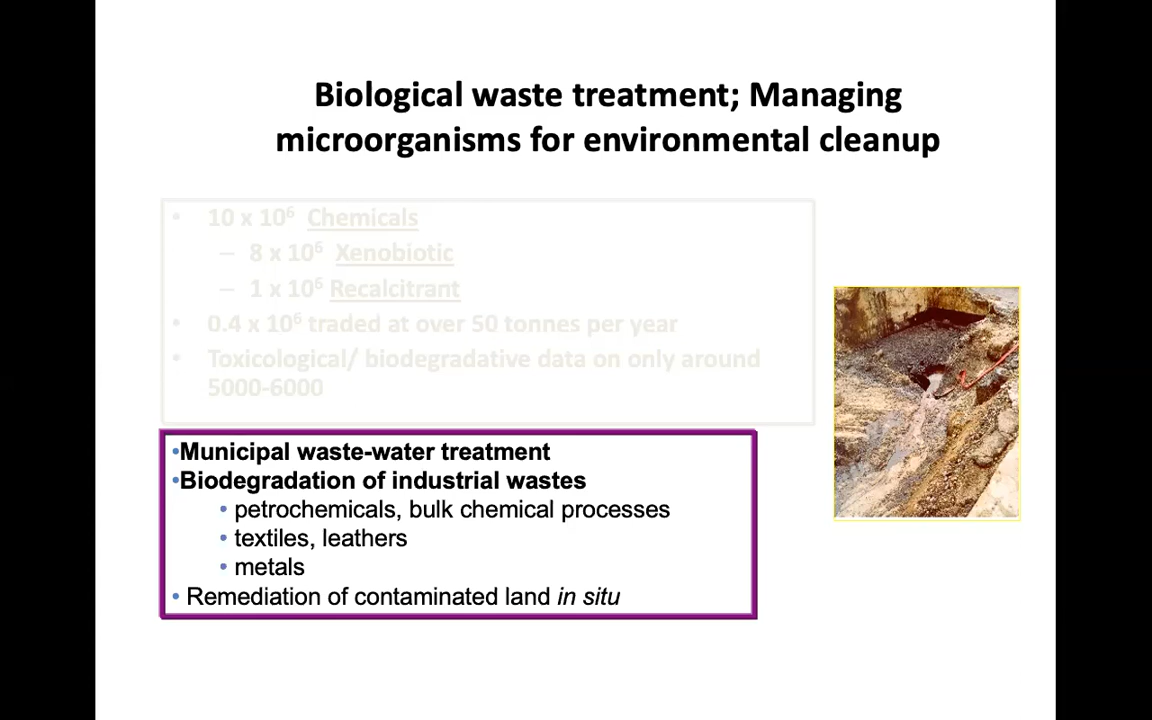 Biological waste treatment; Managing
microorganisms for environmental cleanup
• 10 x 10⁶ Chemicals
– 8 x 10⁶ Xenobiotic
– 1 x 10⁶ Recalcitrant
• 0.4 x 10⁶ traded at over 50 tonnes per year
• Toxicological/ biodegradative data on only around
5000-6000
•Municipal waste-water treatment
•Biodegradation of industrial wastes
• petrochemicals, bulk chemical processes
• textiles, leathers
• metals
• Remediation of contaminated land in situ